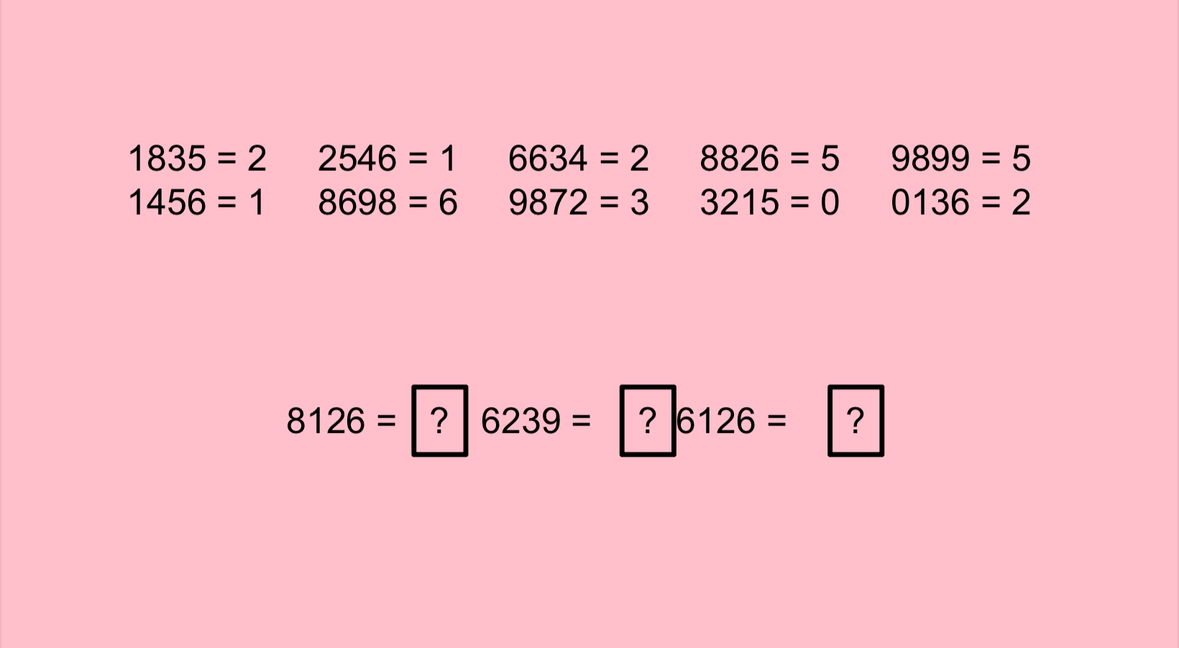 1835 = 2 2546 = 1 6634 = 2 8826 = 5 9899 = 5
1456 = 1 8698 = 6 9872 = 3 3215 = 0 0136 = 2
8126 = ? 6239 = ? 6126 = ?